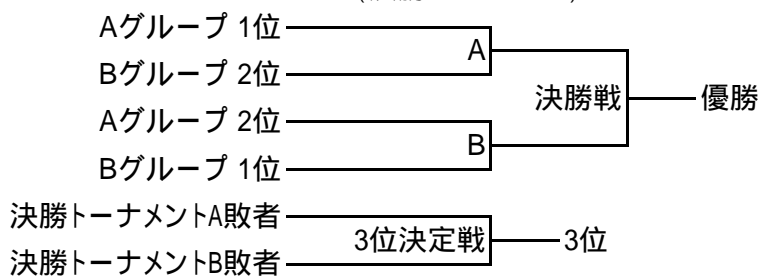 Aグループ 1位
A
Bグループ 2位
決勝戦
優勝
Aグループ 2位
B
Bグループ 1位
決勝トーナメントA敗者
3位決定戦
3位
決勝トーナメントB敗者